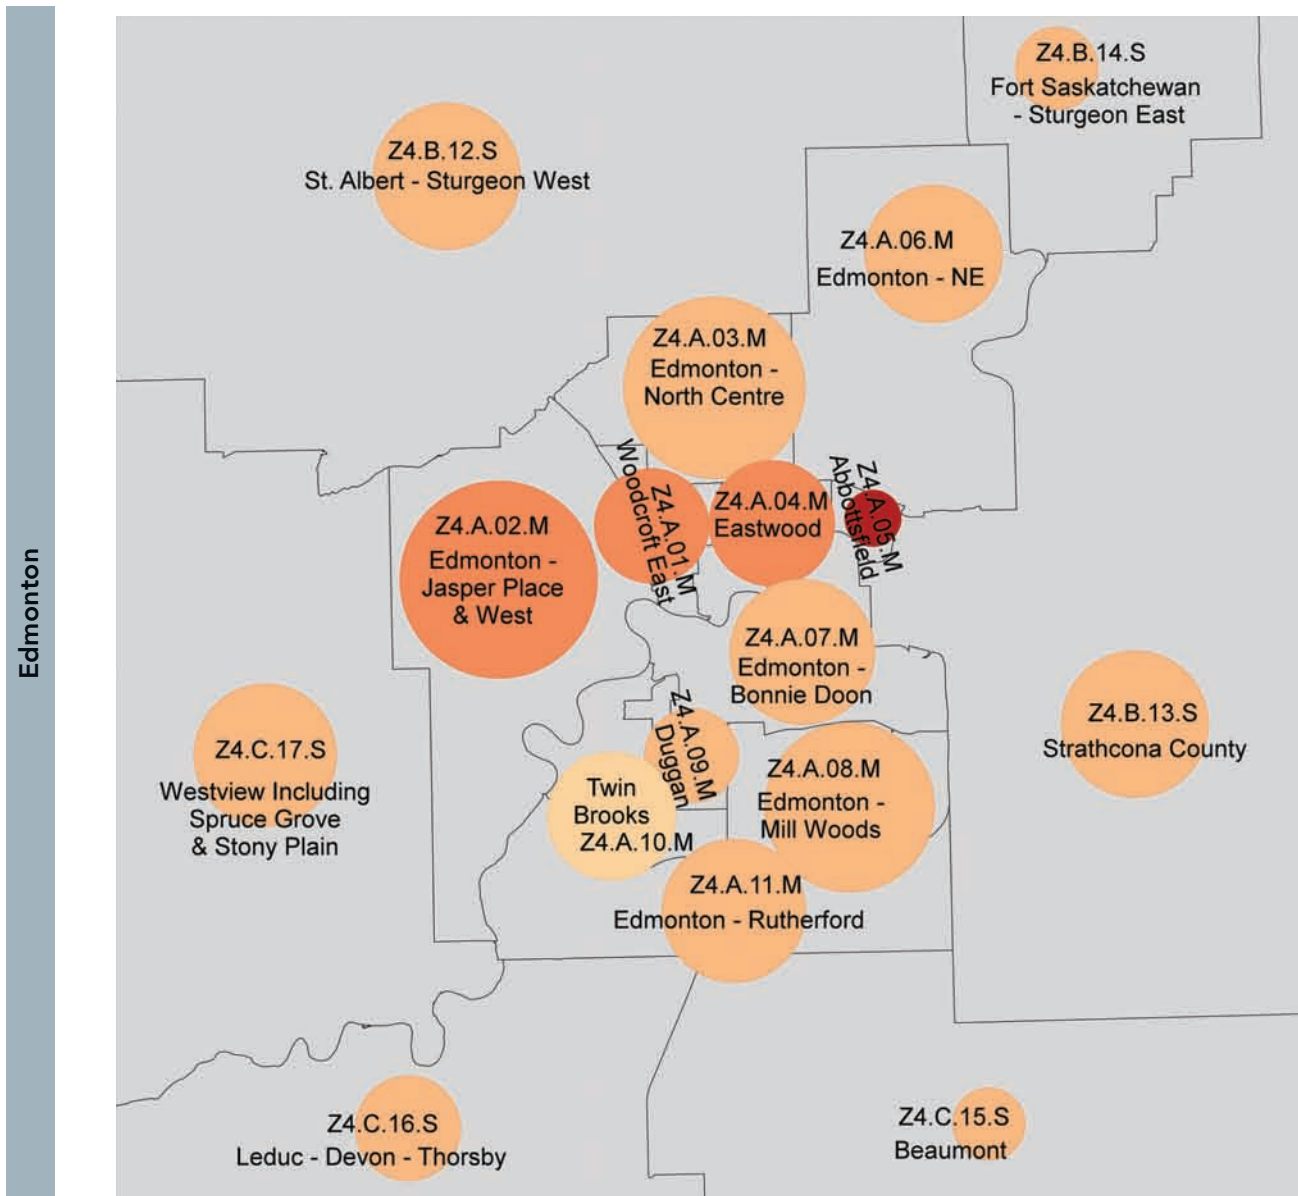 Edmonton
Z4.B.14.S
Fort Saskatchewan
- Sturgeon East
Z4.B.12.S
St. Albert - Sturgeon West
Z4.A.06.M
Edmonton - NE
Z4.A.03.M
Edmonton -
North Centre
Z4.A.01.M
Woodcroft East
Z4.A.04.M
Eastwood
Z4.A.05.M
Abbottsfield
Z4.A.02.M
Edmonton -
Jasper Place
& West
Z4.A.07.M
Edmonton -
Bonnie Doon
Z4.B.13.S
Strathcona County
Z4.C.17.S
Westview Including
Spruce Grove
& Stony Plain
Z4.A.09.M
Duggan
Z4.A.08.M
Edmonton -
Mill Woods
Twin
Brooks
Z4.A.10.M
Z4.A.11.M
Edmonton - Rutherford
Z4.C.16.S
Leduc - Devon - Thorsby
Z4.C.15.S
Beaumont